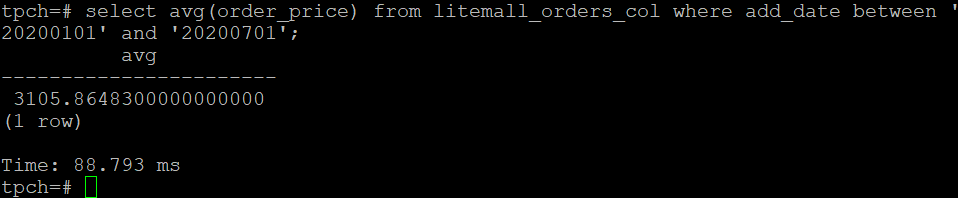 tpch=# select avg(order_price) from litemall_orders_col where add_date between '
20200101' and '20200701';
          avg
-----------------------
 3105.8648300000000000
(1 row)

Time: 88.793 ms
tpch=#